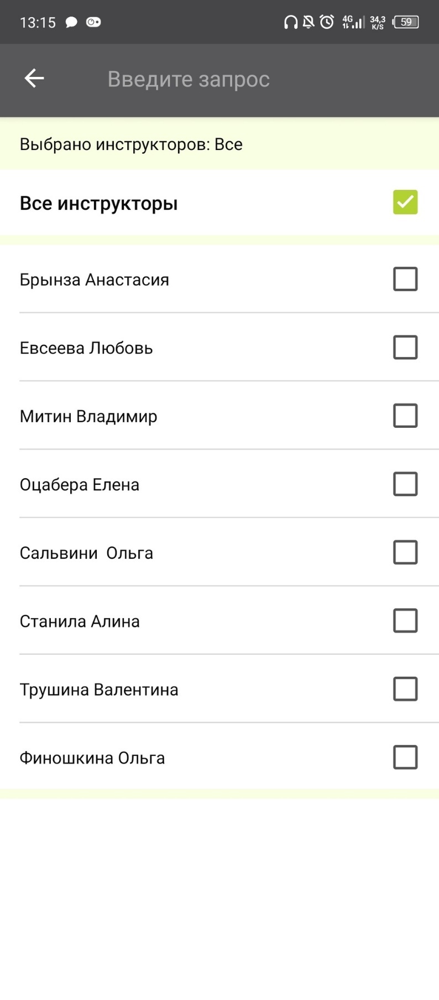 13:15 4G 34,3 K/S 59
Введите запрос
Выбрано инструкторов: Все
Все инструкторы
Брынза Анастасия
Евсеева Любовь
Митин Владимир
Оцабера Елена
Сальвини  Ольга
Станила Алина
Трушина Валентина
Финошкина Ольга